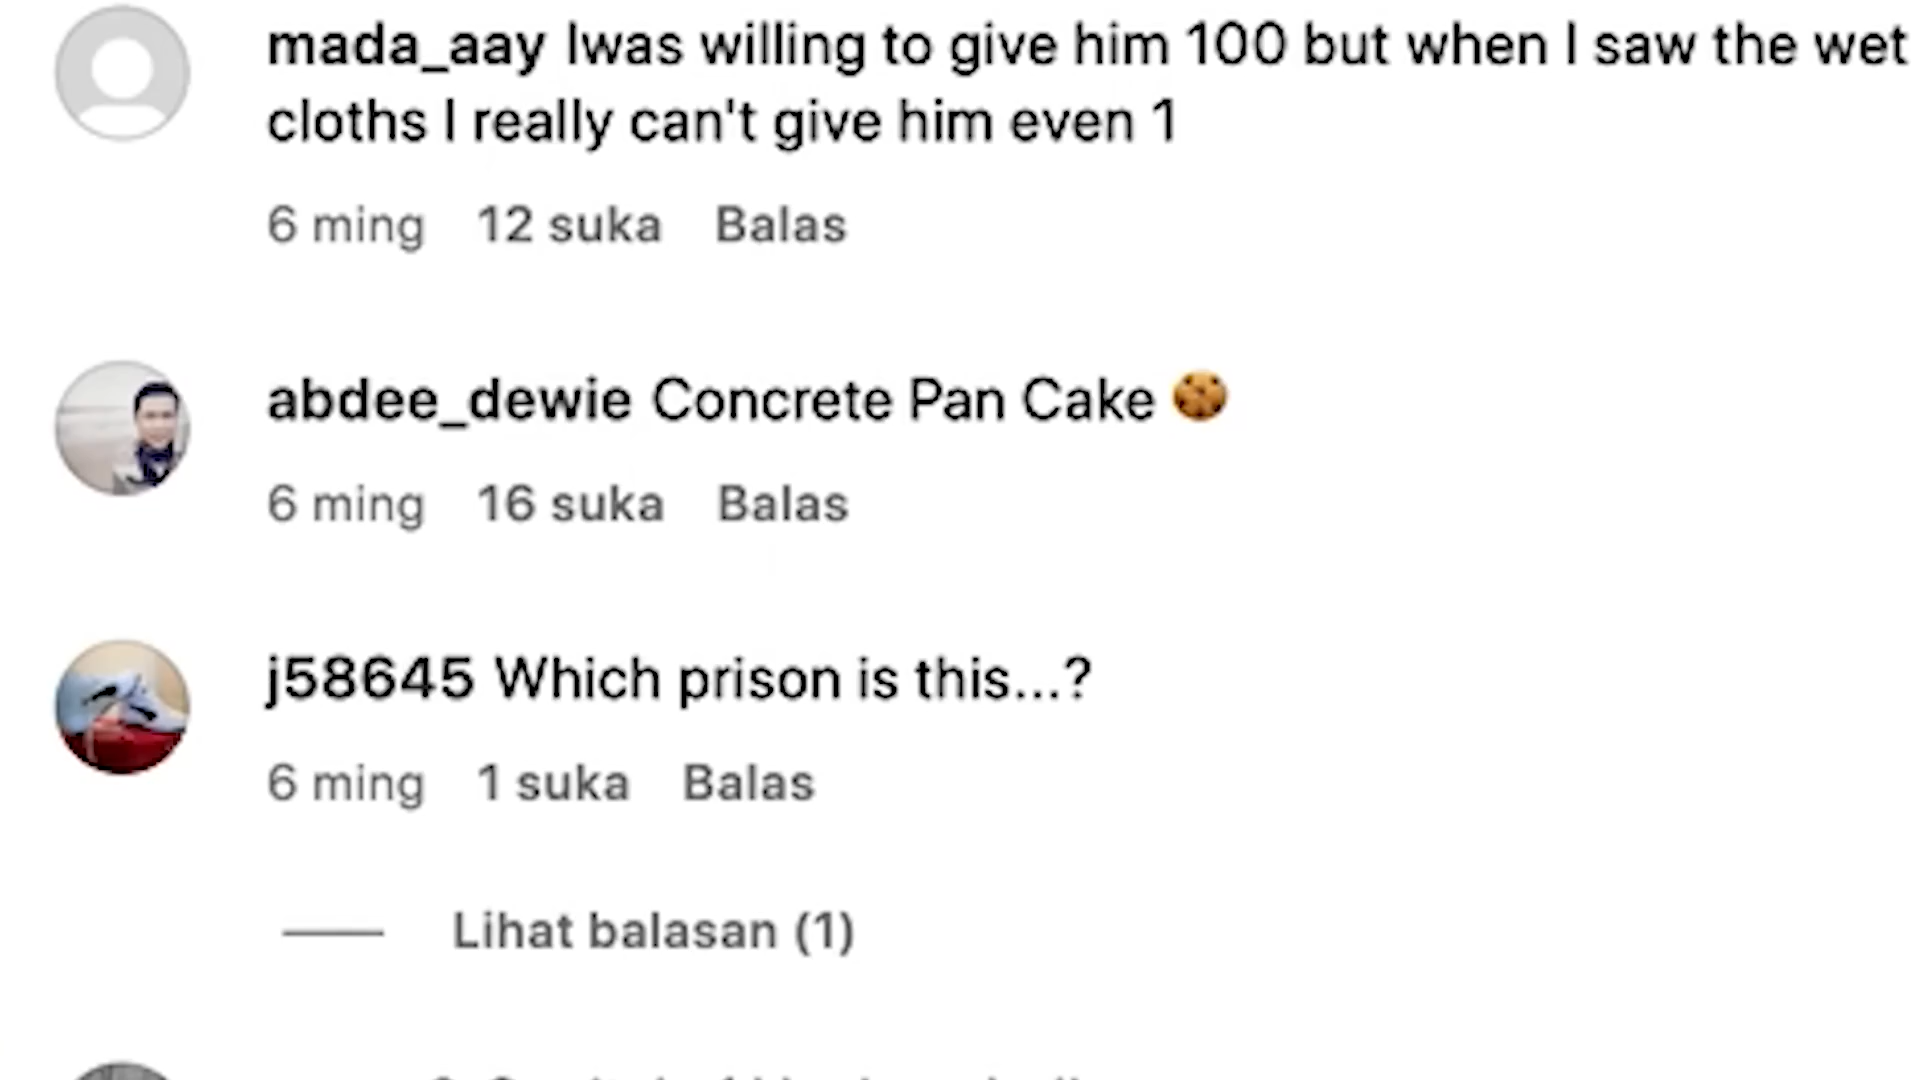 mada_aay Iwas willing to give him 100 but when I saw the wet
cloths I really can't give him even 1
6 ming 12 suka Balas
abdee_dewie Concrete Pan Cake 🍪
6 ming 16 suka Balas
j58645 Which prison is this...?
6 ming 1 suka Balas
Lihat balasan (1)